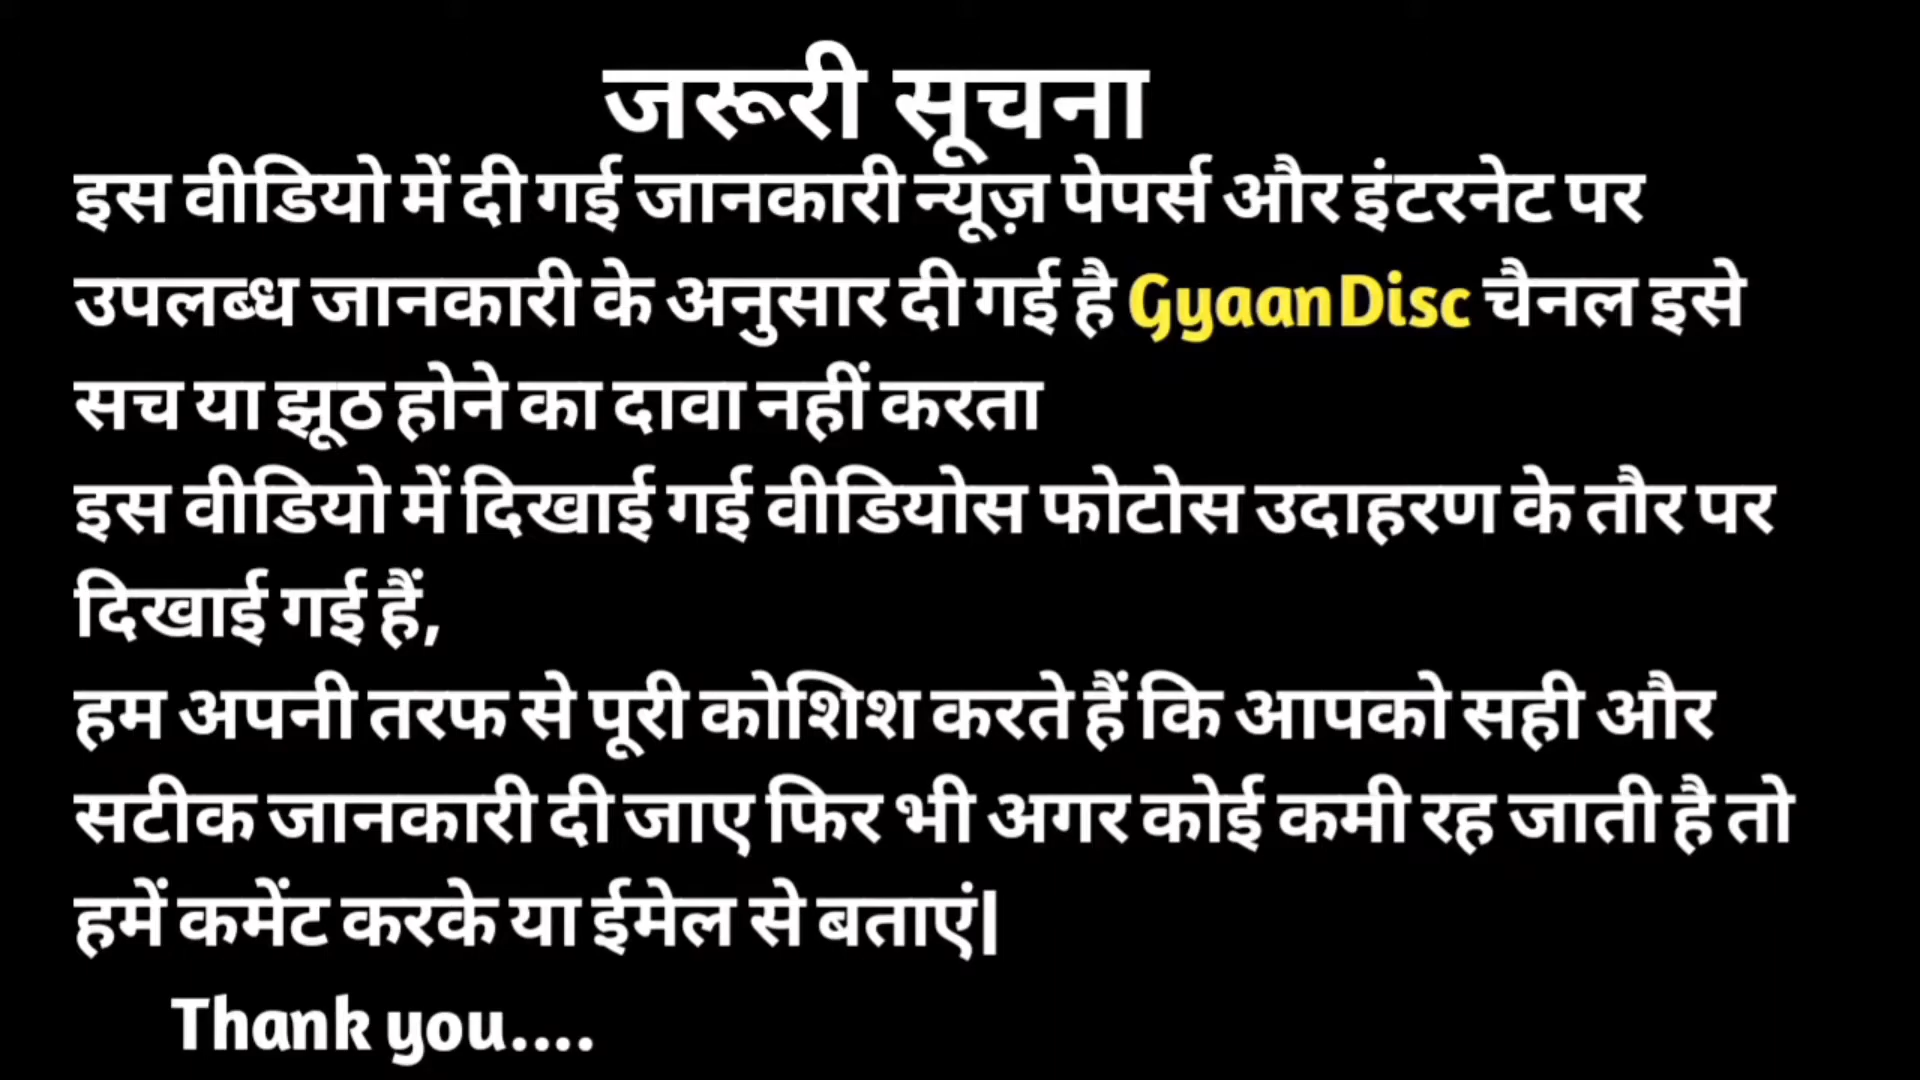 जरूरी सूचना
इस वीडियो में दी गई जानकारी न्यूज़ पेपर्स और इंटरनेट पर
उपलब्ध जानकारी के अनुसार दी गई है GyaanDisc चैनल इसे
सच या झूठ होने का दावा नहीं करता
इस वीडियो में दिखाई गई वीडियोस फोटोस उदाहरण के तौर पर
दिखाई गई हैं,
हम अपनी तरफ से पूरी कोशिश करते हैं कि आपको सही और
सटीक जानकारी दी जाए फिर भी अगर कोई कमी रह जाती है तो
हमें कमेंट करके या ईमेल से बताएं|
Thank you....